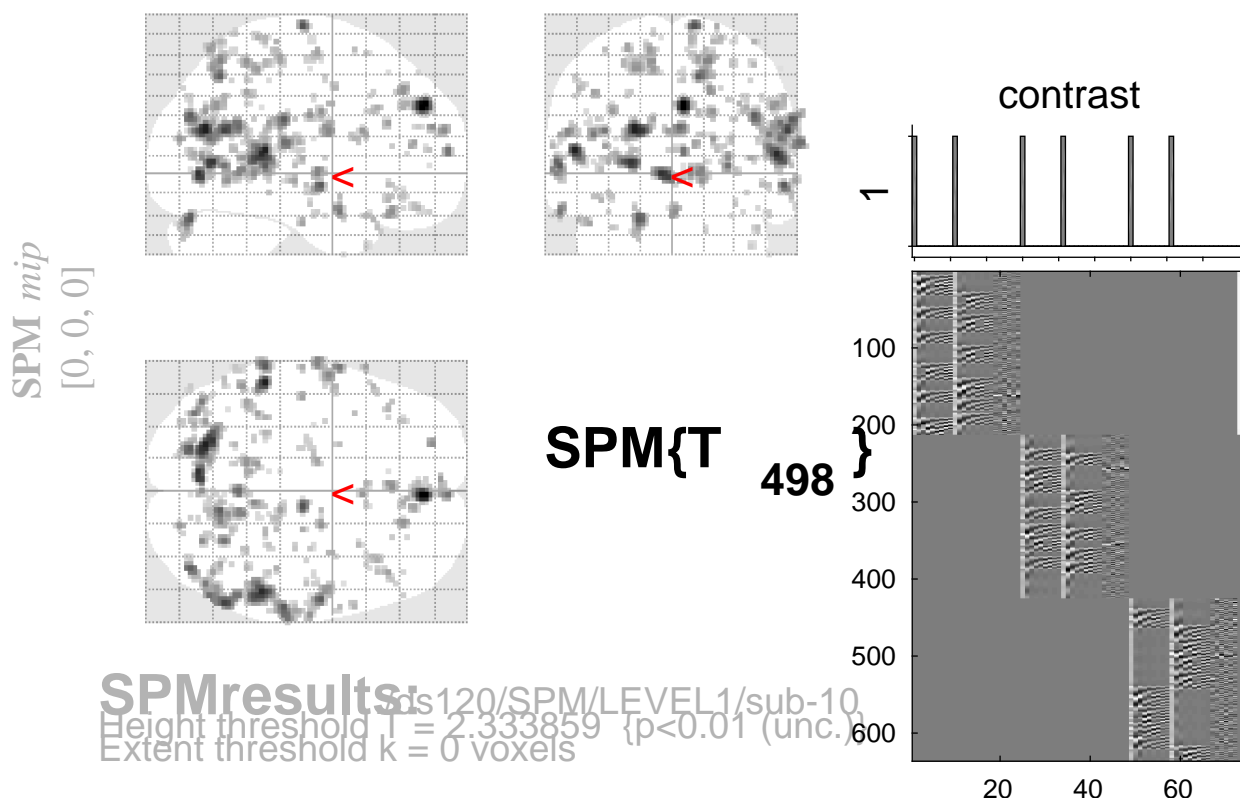 SPM mip
[0, 0, 0]
<
<
<
SPM{T 498 }
contrast
1
100
200
300
400
500
600
20 40 60
SPMresults: /ds120/SPM/LEVEL1/sub-10
Height threshold T = 2.333859 {p<0.01 (unc.)}
Extent threshold k = 0 voxels